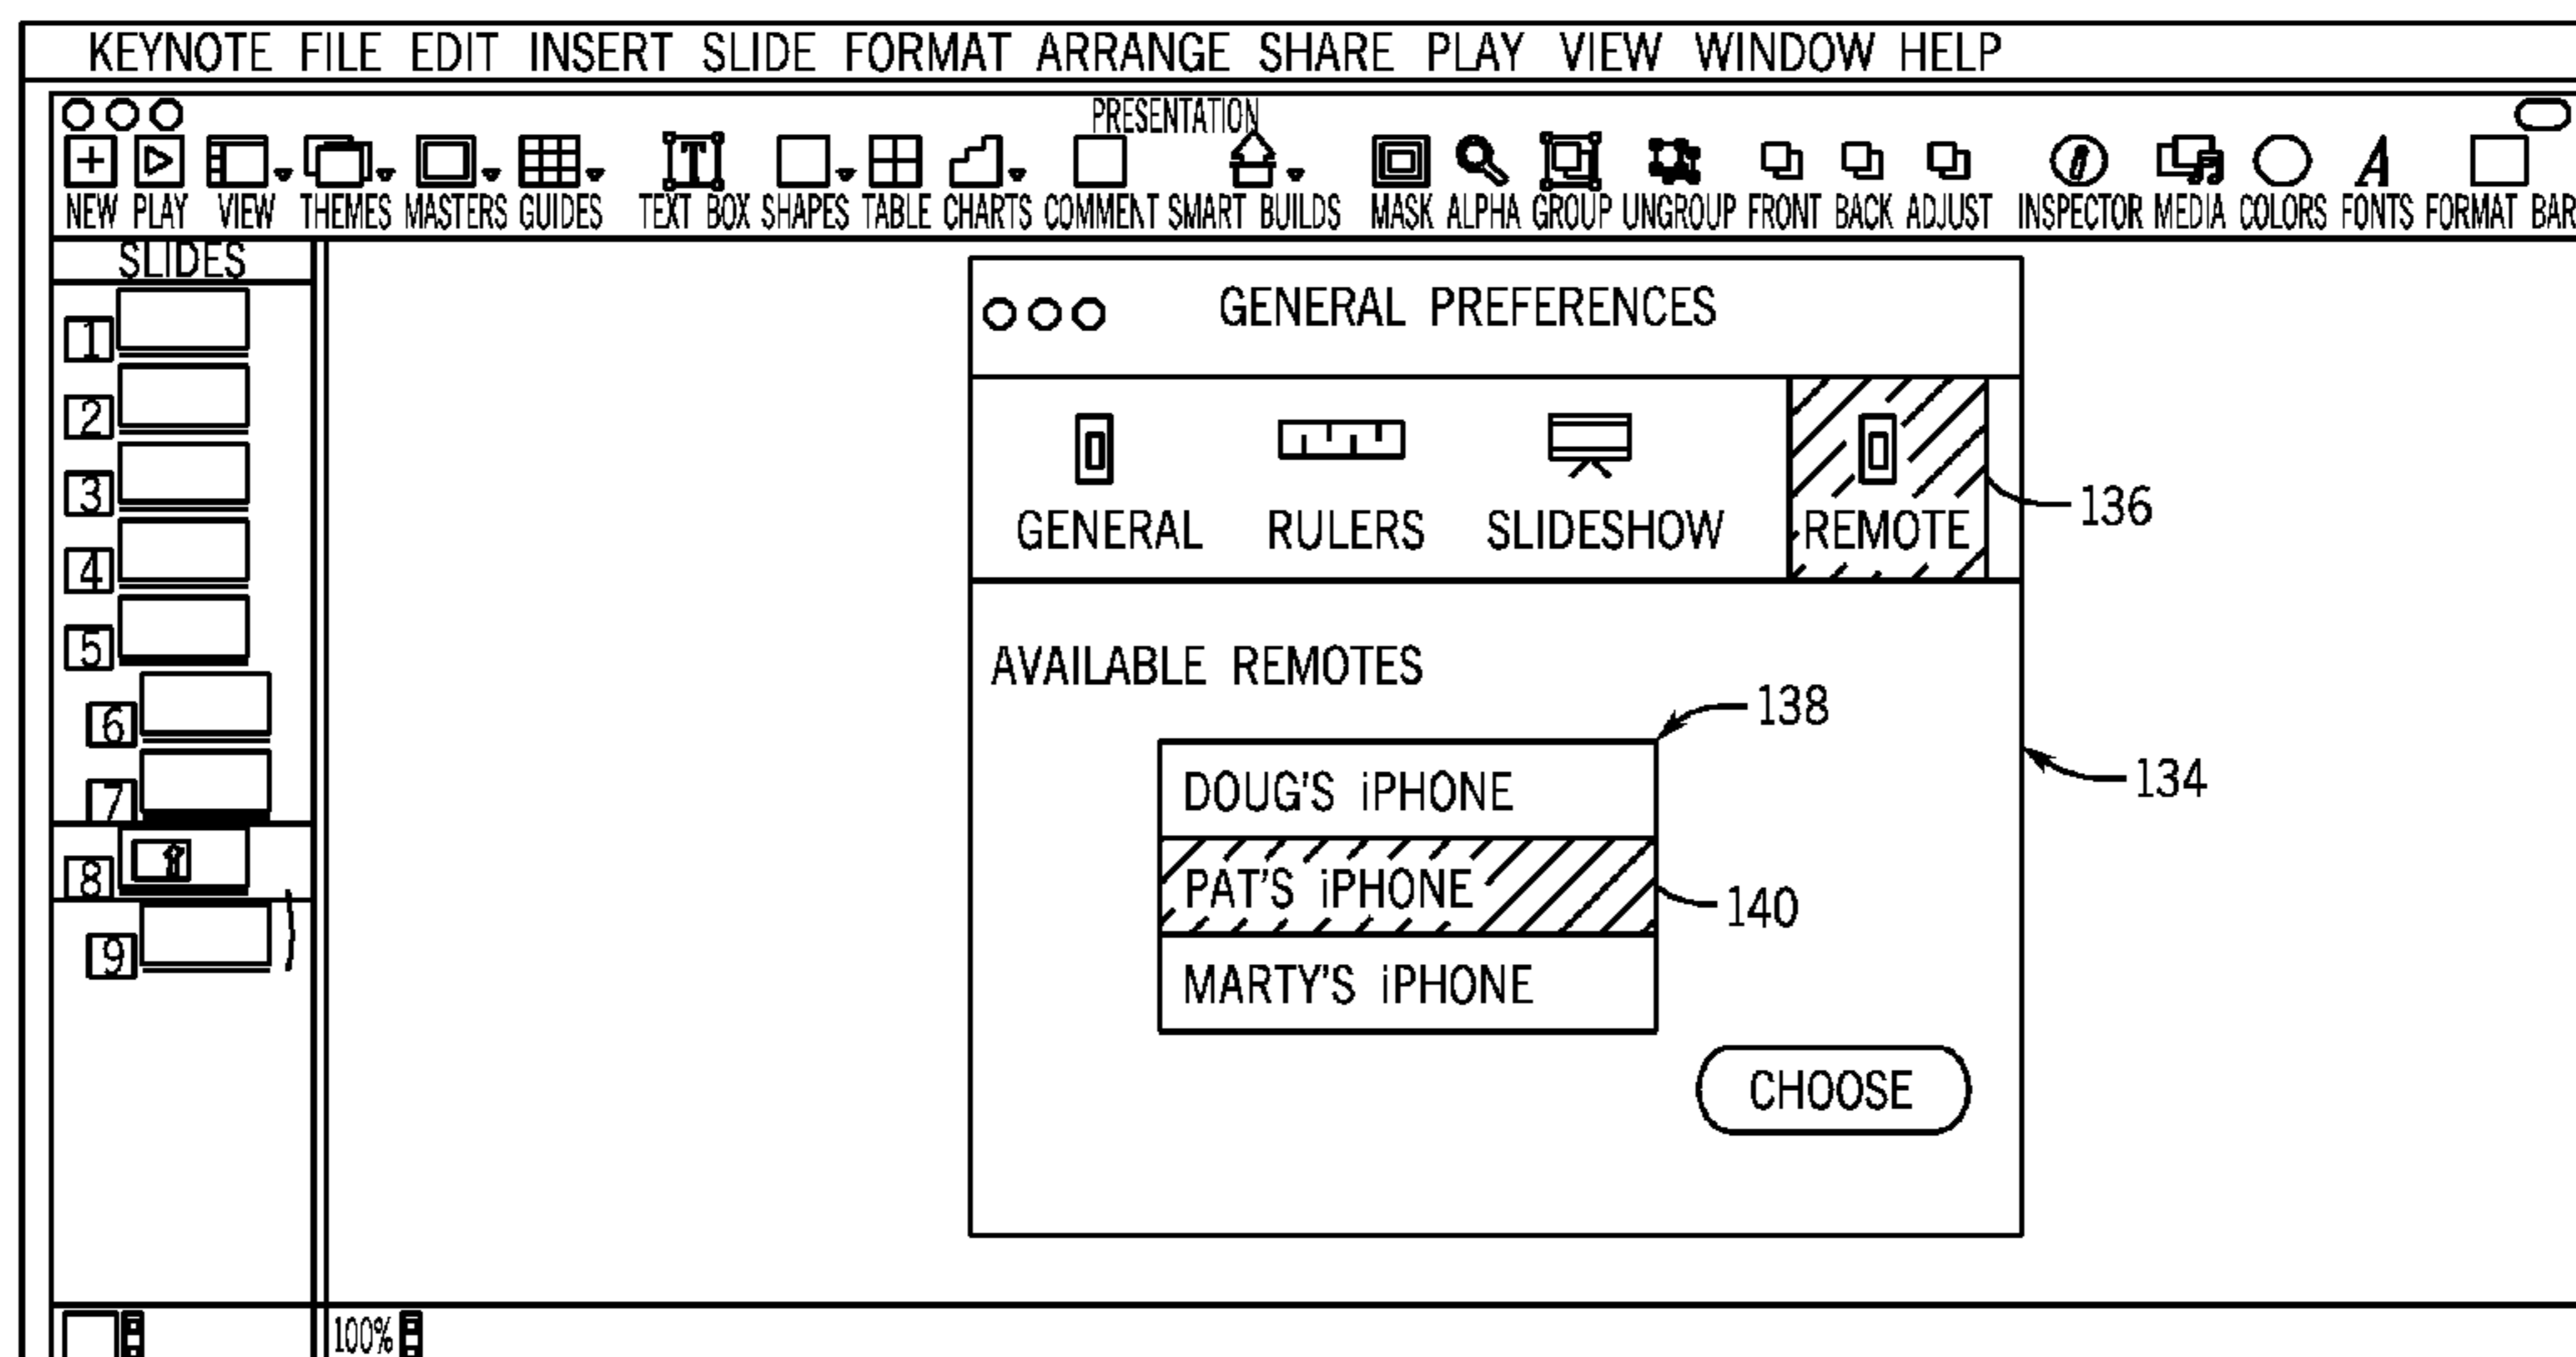 KEYNOTE FILE EDIT INSERT SLIDE FORMAT ARRANGE SHARE PLAY VIEW WINDOW HELP
PRESENTATION
NEW PLAY VIEW THEMES MASTERS GUIDES TEXT BOX SHAPES TABLE CHARTS COMMENT SMART BUILDS MASK ALPHA GROUP UNGROUP FRONT BACK ADJUST INSPECTOR MEDIA COLORS FONTS FORMAT BAR
SLIDES
1
2
3
4
5
6
7
8
9
GENERAL PREFERENCES
GENERAL RULERS SLIDESHOW REMOTE
136
AVAILABLE REMOTES
138
134
DOUG'S iPHONE
PAT'S iPHONE
140
MARTY'S iPHONE
CHOOSE
100%